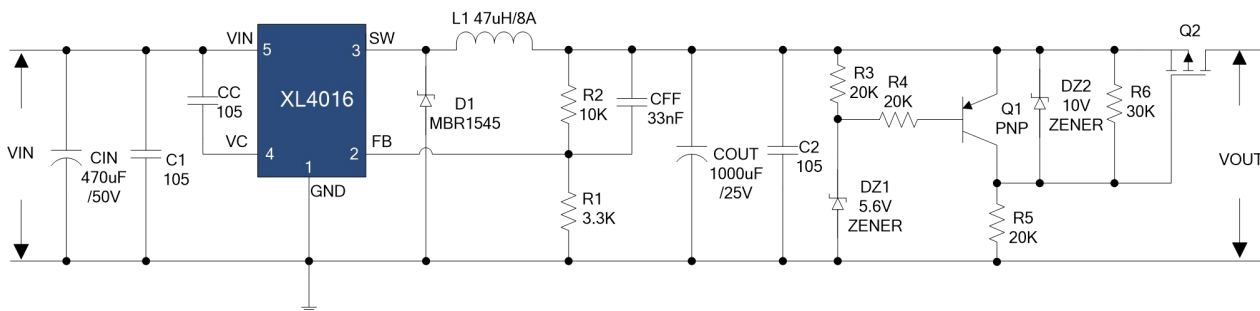 L1 47uH/8A
Q2
VIN
5
3
SW
CC
105
XL4016
D1
MBR1545
R2
10K
CFF
33nF
R3
20K
R4
20K
Q1
PNP
DZ2
10V
ZENER
R6
30K
VC
4
2
FB
VIN
CIN
470uF
/50V
C1
105
1
GND
R1
3.3K
COUT
1000uF
/25V
C2
105
DZ1
5.6V
ZENER
R5
20K
VOUT